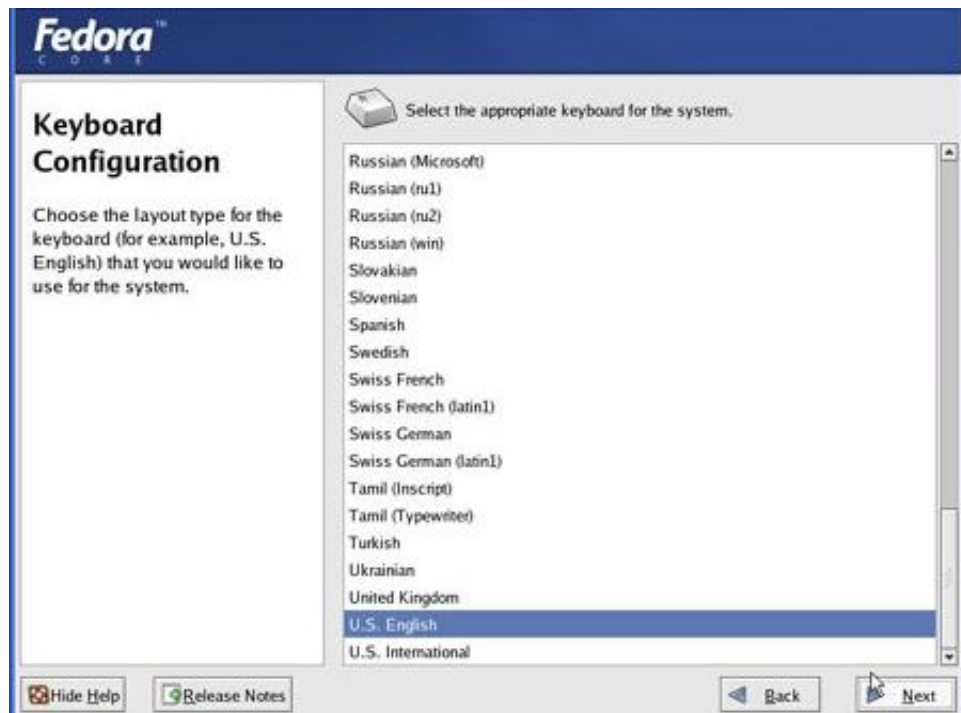 Fedora™
CORE
Keyboard
Configuration
Choose the layout type for the
keyboard (for example, U.S.
English) that you would like to
use for the system.
Select the appropriate keyboard for the system.
Russian (Microsoft)
Russian (ru1)
Russian (ru2)
Russian (win)
Slovakian
Slovenian
Spanish
Swedish
Swiss French
Swiss French (latin1)
Swiss German
Swiss German (latin1)
Tamil (Inscript)
Tamil (Typewriter)
Turkish
Ukrainian
United Kingdom
U.S. English
U.S. International
Hide Help
Release Notes
Back
Next